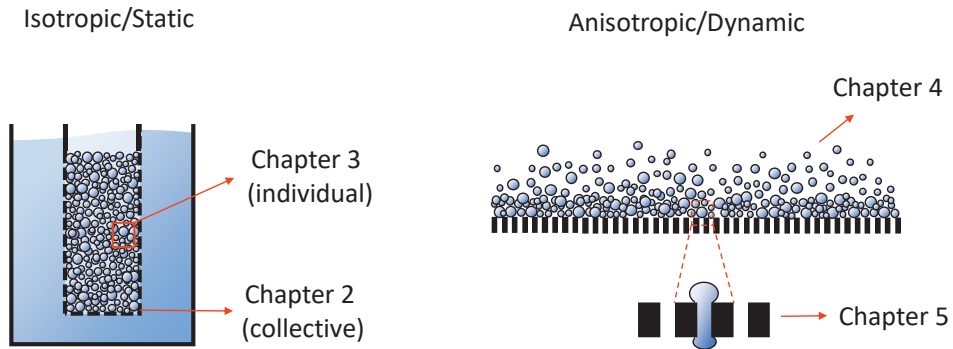 Isotropic/Static
Anisotropic/Dynamic
Chapter 3
(individual)
Chapter 2
(collective)
Chapter 4
Chapter 5